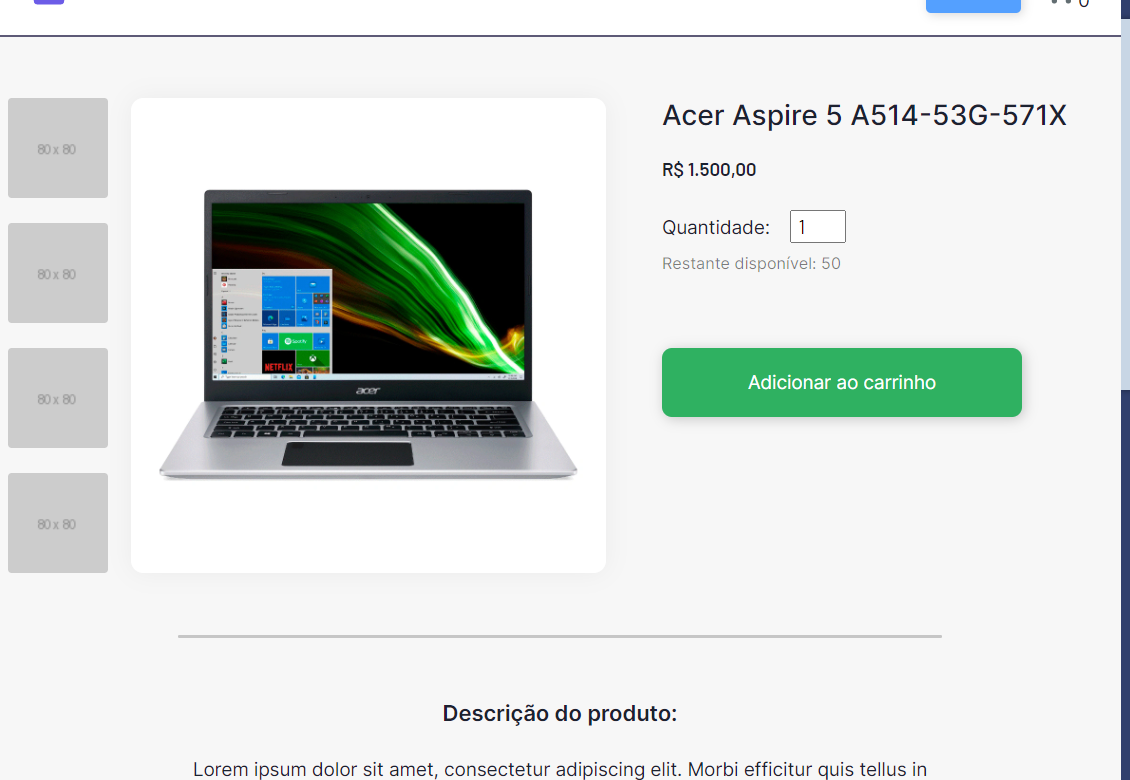 0
80 x 80
80 x 80
80 x 80
80 x 80
Spotify
NETFLIX
acer
Acer Aspire 5 A514-53G-571X
R$ 1.500,00
Quantidade: 1
Restante disponível: 50
Adicionar ao carrinho
Descrição do produto:
Lorem ipsum dolor sit amet, consectetur adipiscing elit. Morbi efficitur quis tellus in